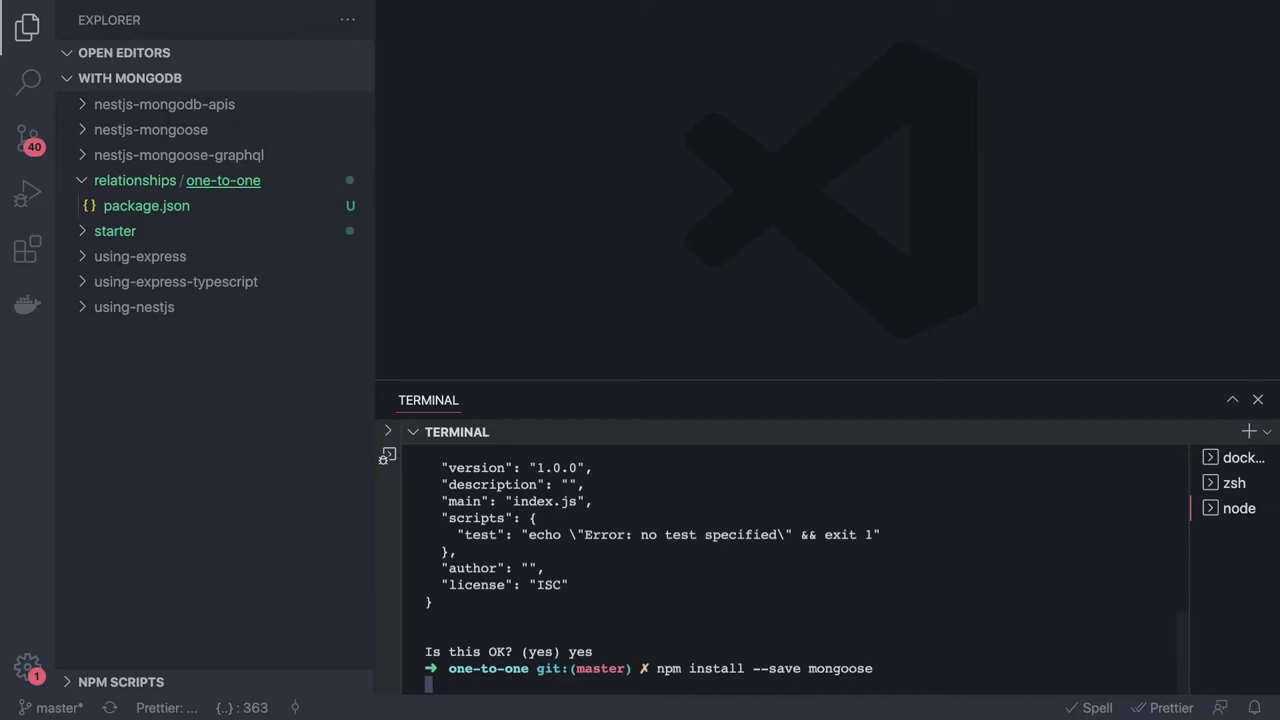 EXPLORER
OPEN EDITORS
WITH MONGODB
nestjs-mongodb-apis
nestjs-mongoose
nestjs-mongoose-graphql
relationships / one-to-one
{} package.json U
starter
using-express
using-express-typescript
using-nestjs
40
1
NPM SCRIPTS
TERMINAL
TERMINAL
"version": "1.0.0",
"description": "",
"main": "index.js",
"scripts": {
"test": "echo \"Error: no test specified\" && exit 1"
},
"author": "",
"license": "ISC"
}
Is this OK? (yes) yes
➜ one-to-one git:(master) ✗ npm install --save mongoose
dock...
zsh
node
master* Prettier: ... {..} : 363 Spell Prettier